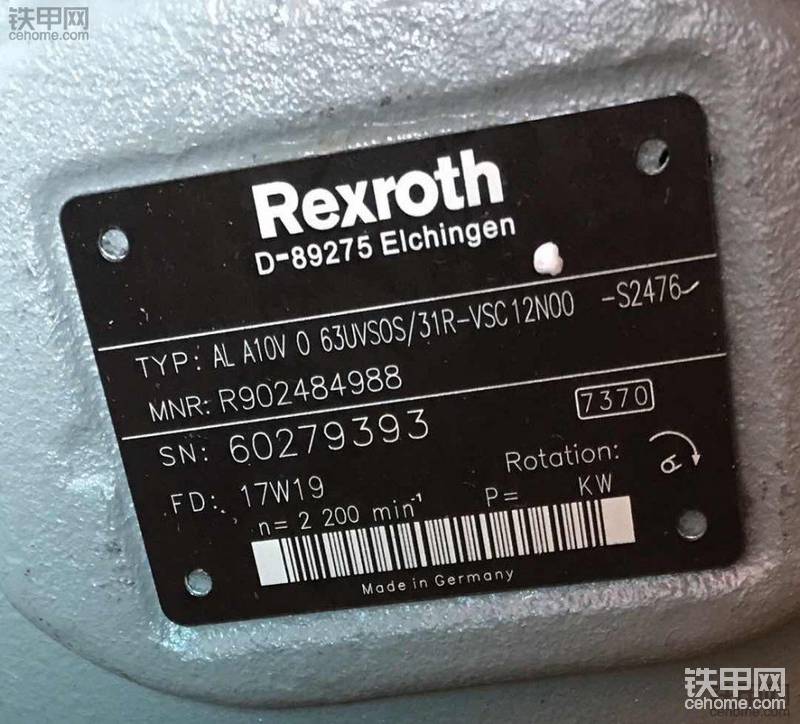 铁甲网
cehome.com
Rexroth
D-89275 Elchingen
TYP: AL A10V O 63UVS0S/31R-VSC12N00 -S2476
MNR: R902484988
7370
SN: 60279393
Rotation:
FD: 17W19
n= 2 200 min⁻¹ P= KW
Made in Germany
铁甲网
cehome.com